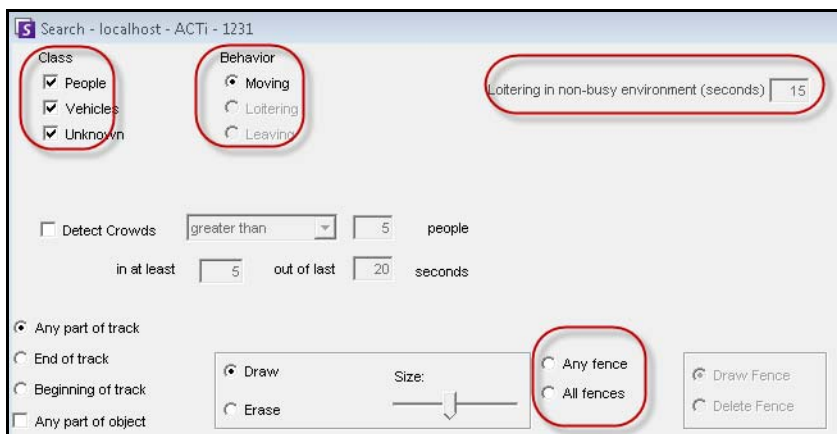 Search - localhost - ACTi - 1231
Class
Behavior
People
Moving
Loitering in non-busy environment (seconds) 15
Vehicles
Loitering
Unknown
Leaving
Detect Crowds greater than 5 people
in at least 5 out of last 20 seconds
Any part of track
End of track
Beginning of track
Any part of object
Draw
Erase
Size:
Any fence
All fences
Draw Fence
Delete Fence